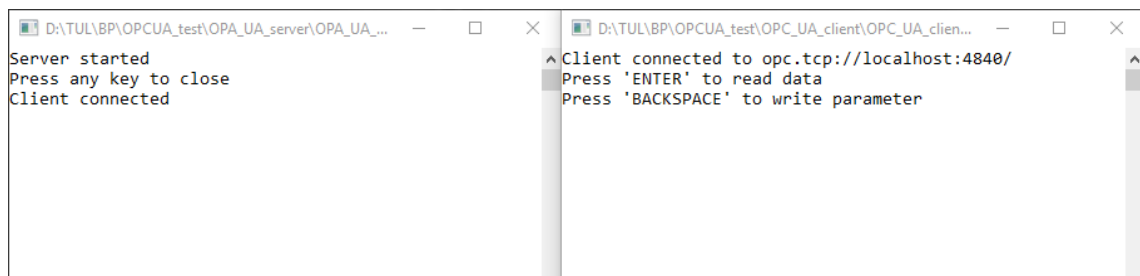 D:\TUL\BP\OPCUA_test\OPA_UA_server\OPA_UA_...
Server started
Press any key to close
Client connected
D:\TUL\BP\OPCUA_test\OPC_UA_client\OPC_UA_clien...
Client connected to opc.tcp://localhost:4840/
Press 'ENTER' to read data
Press 'BACKSPACE' to write parameter